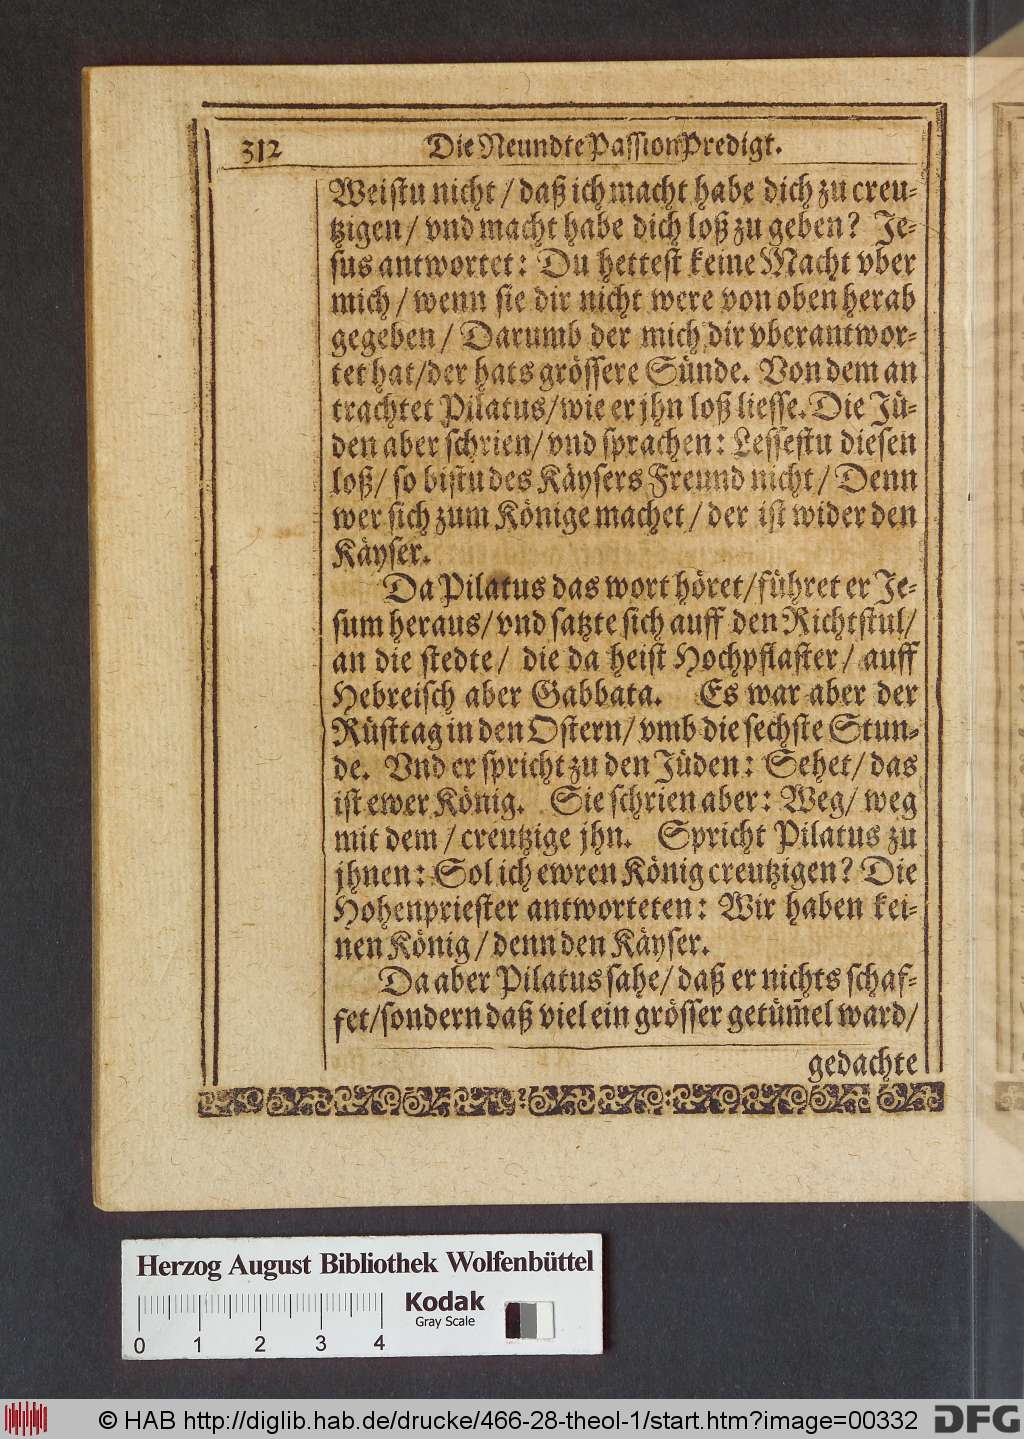 312 Die Neundte Passion Predigt.
Weistu nicht / daß ich macht habe dich zu creu-
tzigen / vnd macht habe dich loß zu geben? Je-
sus antwortet: Du hettest keine Macht vber
mich / wenn sie dir nicht were von oben herab
gegeben / Darumb der mich dir vberantwor-
tet hat/der hats grössere Sünde. Von dem an
trachtet Pilatus/wie er jhn loß liesse. Die Jü-
den aber schrien/ vnd sprachen: Lessestu diesen
loß/ so bistu des Käysers Freund nicht / Denn
wer sich zum Könige machet / der ist wider den
Käyser.
Da Pilatus das wort höret/führet er Je-
sum heraus/ vnd satzte sich auff den Richtstul/
an die stedte / die da heist Hochpflaster / auff
Hebreisch aber Gabbata. Es war aber der
Rüsttag in den Ostern/ vmb die sechste Stun-
de. Vnd er spricht zu den Jüden: Sehet/ das
ist ewer König. Sie schrien aber: Weg/ weg
mit dem / creutzige jhn. Spricht Pilatus zu
jhnen: Sol ich ewren König creutzigen? Die
Hohenpriester antworteten: Wir haben kei-
nen König / denn den Käyser.
Da aber Pilatus sahe/ daß er nichts schaf-
fet/sondern daß viel ein grösser getüm̄el ward/
gedachte
Herzog August Bibliothek Wolfenbüttel
Kodak
Gray Scale
0 1 2 3 4
© HAB http://diglib.hab.de/drucke/466-28-theol-1/start.htm?image=00332 DFG